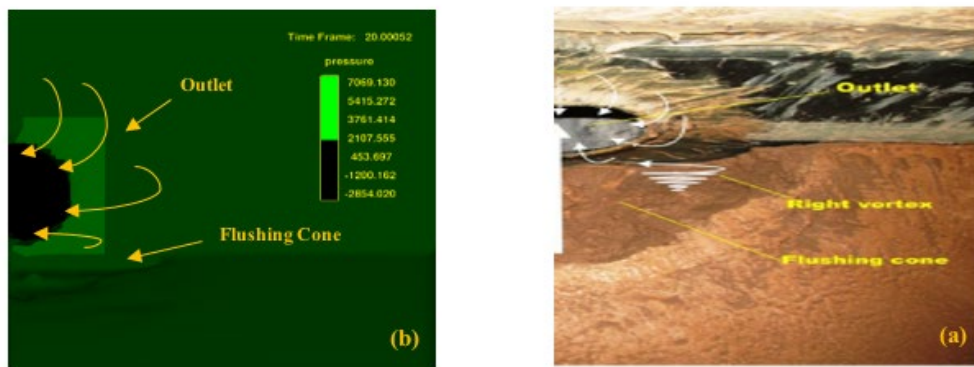 Time Frame: 20.00052
pressure
7069.130
5415.272
3761.414
2107.555
453.697
-1200.162
-2854.020
Outlet
Flushing Cone
(b)
Outlet
Right vortex
Flushing cone
(a)